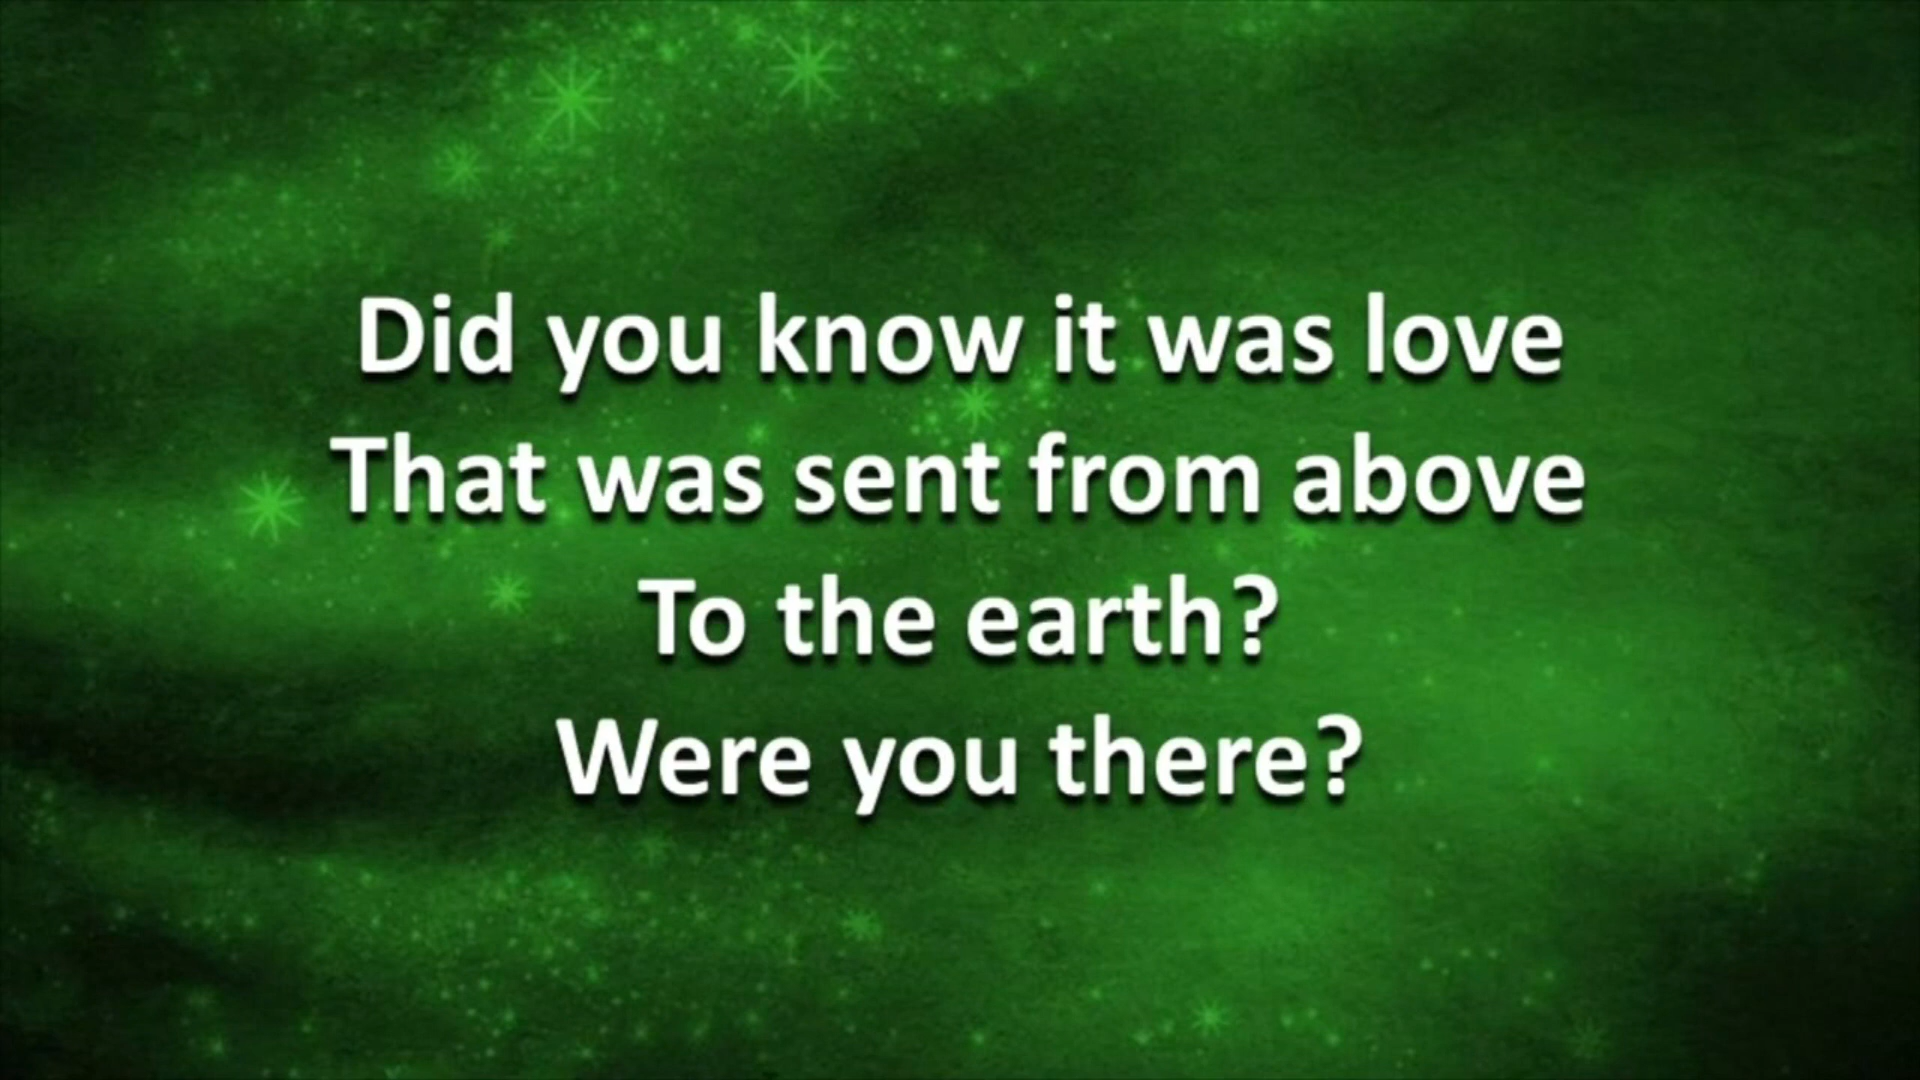 Did you know it was love
That was sent from above
To the earth?
Were you there?